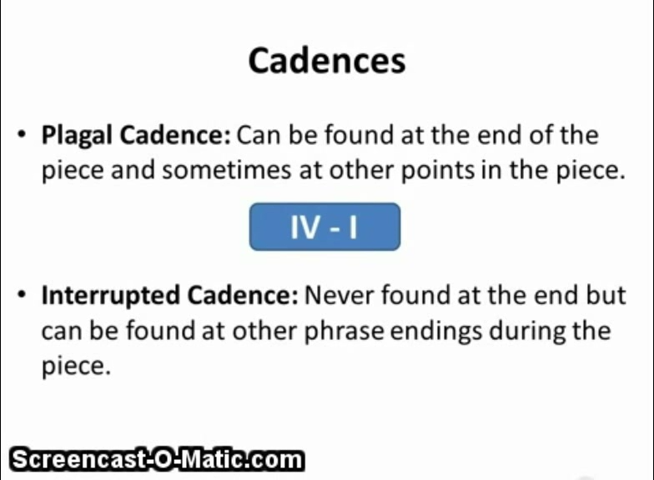 Cadences
• Plagal Cadence: Can be found at the end of the
piece and sometimes at other points in the piece.
IV - I
• Interrupted Cadence: Never found at the end but
can be found at other phrase endings during the
piece.
Screencast-O-Matic.com